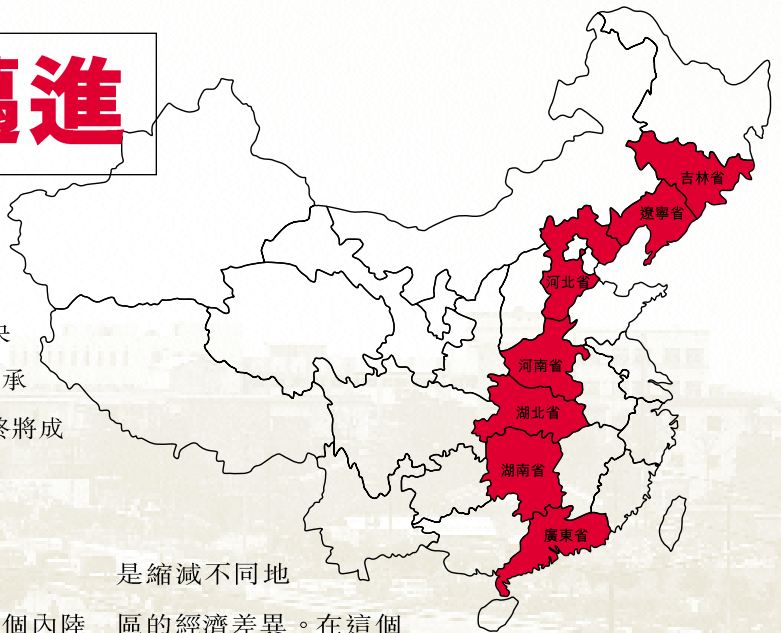 進
吉林省
遼寧省
河北省
河南省
湖北省
湖南省
廣東省
承
終將成
是縮減不同地
個內陸
區的經濟差異。在這個